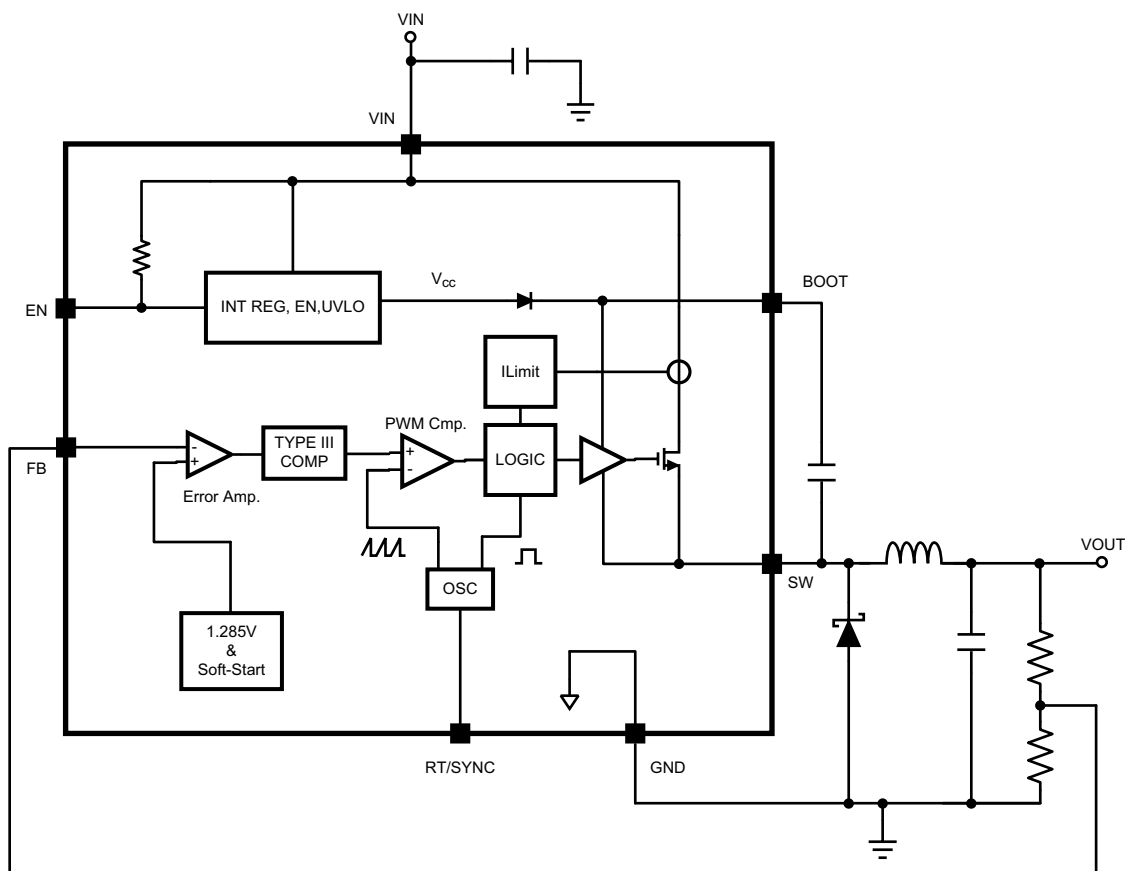 VIN
VIN
BOOT
V_CC
EN
INT REG, EN,UVLO
ILimit
PWM Cmp.
TYPE III
COMP
LOGIC
-
+
+
-
FB
Error Amp.
VOUT
SW
OSC
1.285V
&
Soft-Start
RT/SYNC
GND